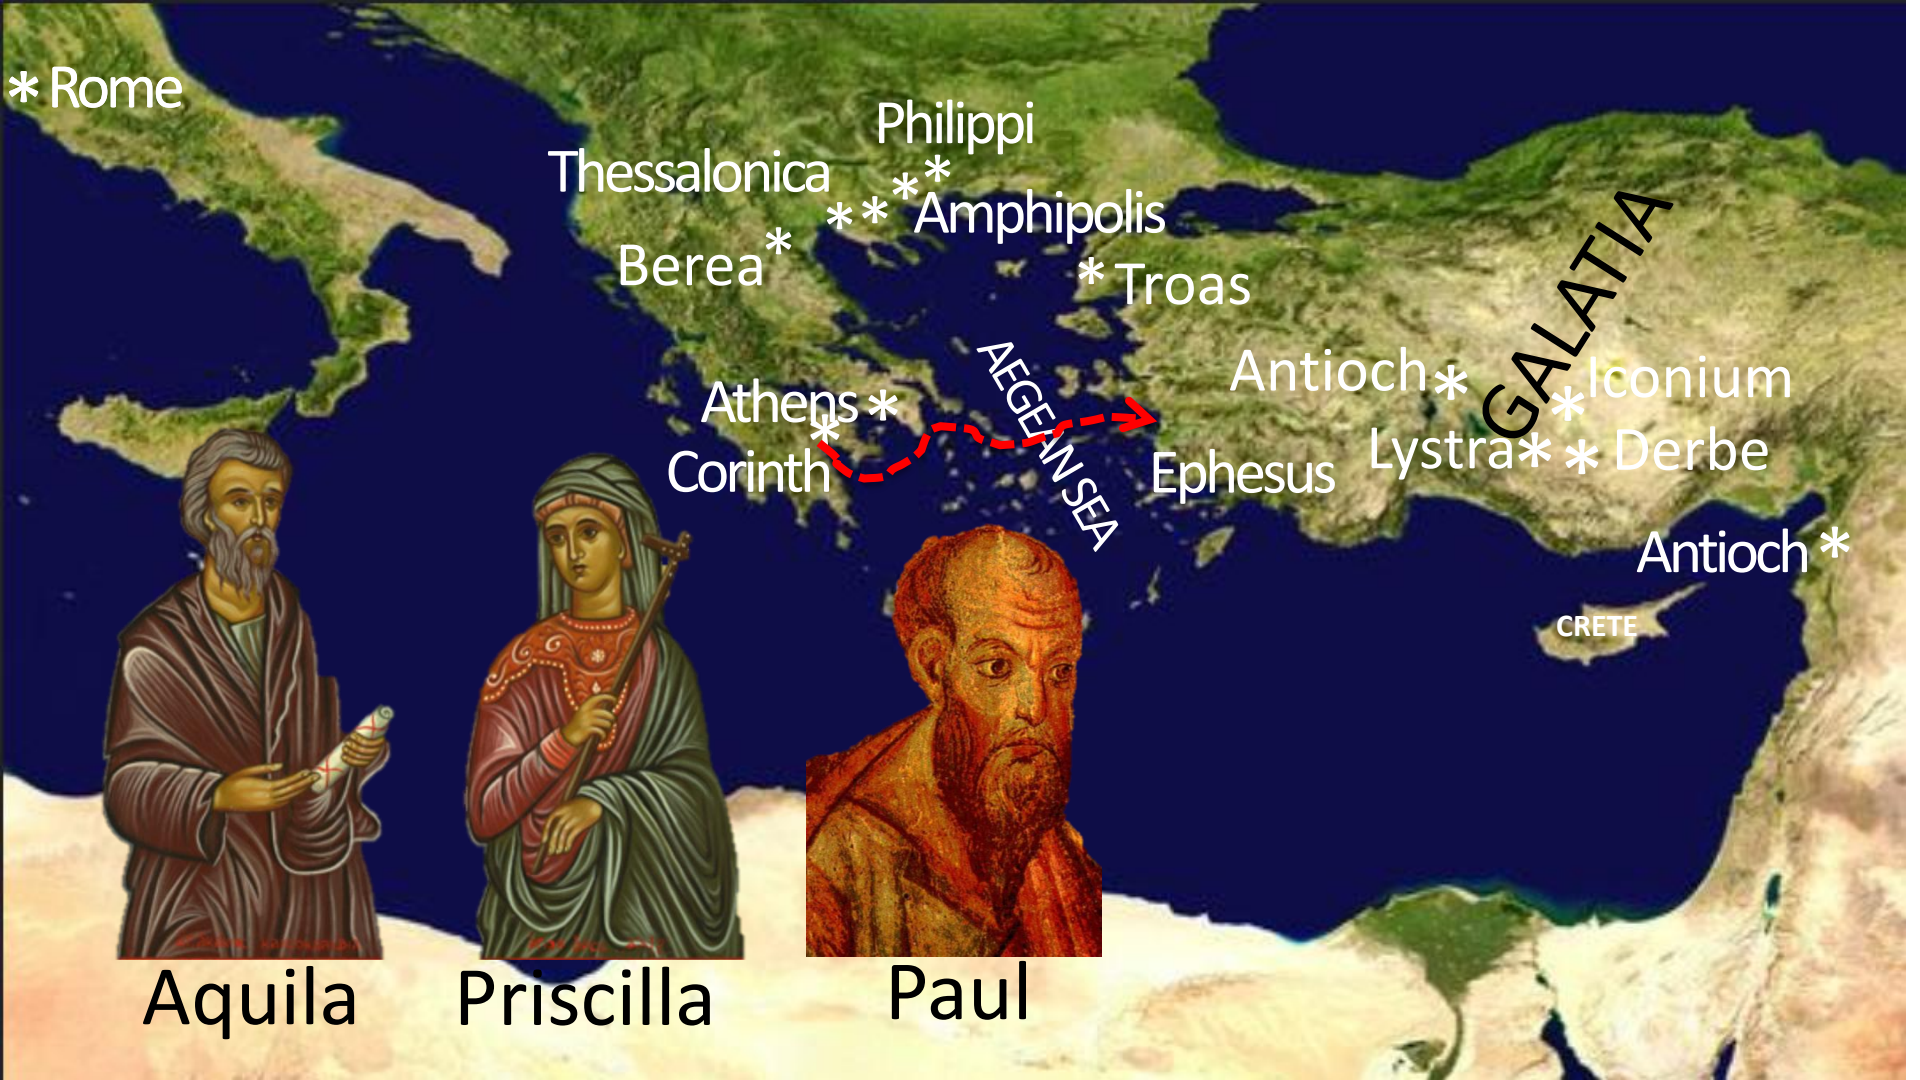 * Rome
Philippi
*
Thessalonica
*
* *
Amphipolis
Berea *
* Troas
GALATIA
AEGEAN SEA
Antioch *
* Iconium
Athens *
*
Corinth
Ephesus
Lystra *
* Derbe
Antioch *
CRETE
Aquila
Priscilla
Paul